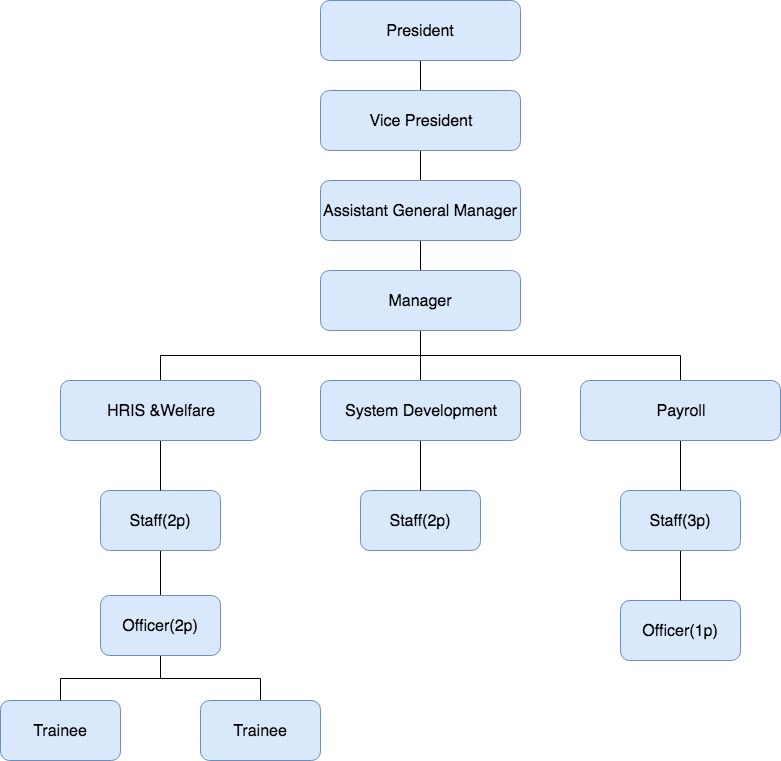 President
Vice President
Assistant General Manager
Manager
HRIS &Welfare
System Development
Payroll
Staff(2p)
Staff(2p)
Staff(3p)
Officer(2p)
Officer(1p)
Trainee
Trainee